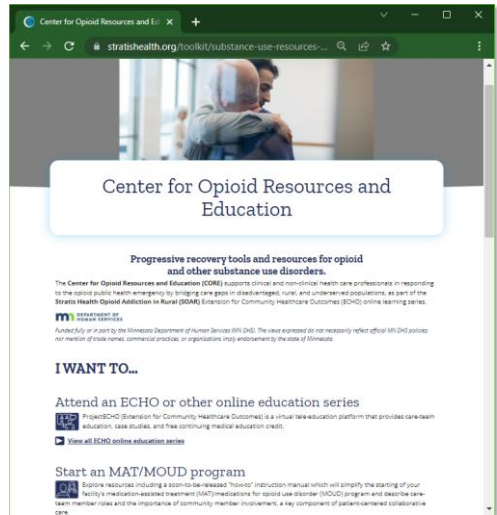 Center for Opioid Resources and Ed
stratishealth.org/toolkit/substance-use-resources-...
Center for Opioid Resources and
Education
Progressive recovery tools and resources for opioid
and other substance use disorders.
The Center for Opioid Resources and Education (CORE) supports clinical and non-clinical health care professionals in responding
to the opioid public health emergency by bridging care gaps in disadvantaged, rural, and underserved populations, as part of the
Stratis Health Opioid Addiction in Rural (SOAR) Extension for Community Healthcare Outcomes (ECHO) online learning series.
DEPARTMENT OF
HUMAN SERVICES
Funded fully or in part by the Minnesota Department of Human Services (MN DHS). The views expressed do not necessarily reflect official MN DHS policies
nor mention of trade names, commercial practices, or organizations imply endorsement by the state of Minnesota.
I WANT TO...
Attend an ECHO or other online education series
ProjectECHO (Extension for Community Healthcare Outcomes) is a virtual tele-education platform that provides care-team
education, case studies, and free continuing medical education credit.
View all ECHO online education series
Start an MAT/MOUD program
Explore resources including a soon-to-be-released "how-to" instruction manual which will simplify the starting of your
facility's medication-assisted treatment (MAT)/medications for opioid use disorder (MOUD) program and describe care-
team member roles and the importance of community member involvement, a key component of patient-centered collaborative
care.